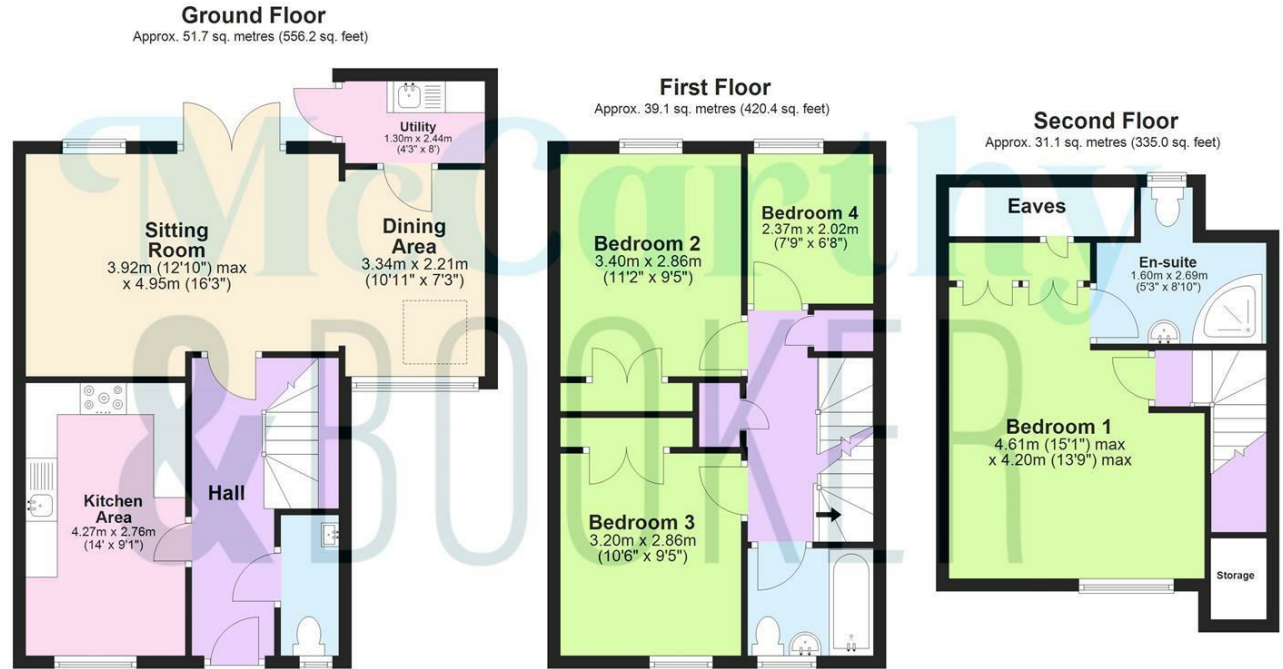 Ground Floor
Approx. 51.7 sq. metres (556.2 sq. feet)
Utility
1.30m x 2.44m
(4'3" x 8')
Sitting
Room
3.92m (12'10") max
x 4.95m (16'3")
Dining
Area
3.34m x 2.21m
(10'11" x 7'3")
Kitchen
Area
4.27m x 2.76m
(14' x 9'1")
Hall
First Floor
Approx. 39.1 sq. metres (420.4 sq. feet)
Bedroom 2
3.40m x 2.86m
(11'2" x 9'5")
Bedroom 4
2.37m x 2.02m
(7'9" x 6'8")
Bedroom 3
3.20m x 2.86m
(10'6" x 9'5")
Second Floor
Approx. 31.1 sq. metres (335.0 sq. feet)
Eaves
En-suite
1.60m x 2.69m
(5'3" x 8'10")
Bedroom 1
4.61m (15'1") max
x 4.20m (13'9") max
Storage
McCarthy
& BOOKER